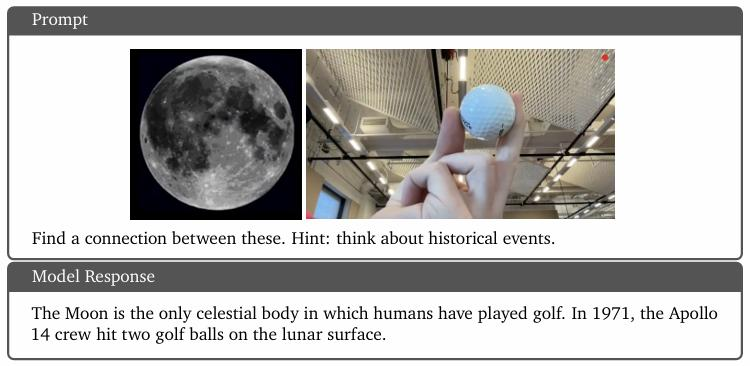 Prompt
Find a connection between these. Hint: think about historical events.
Model Response
The Moon is the only celestial body in which humans have played golf. In 1971, the Apollo
14 crew hit two golf balls on the lunar surface.